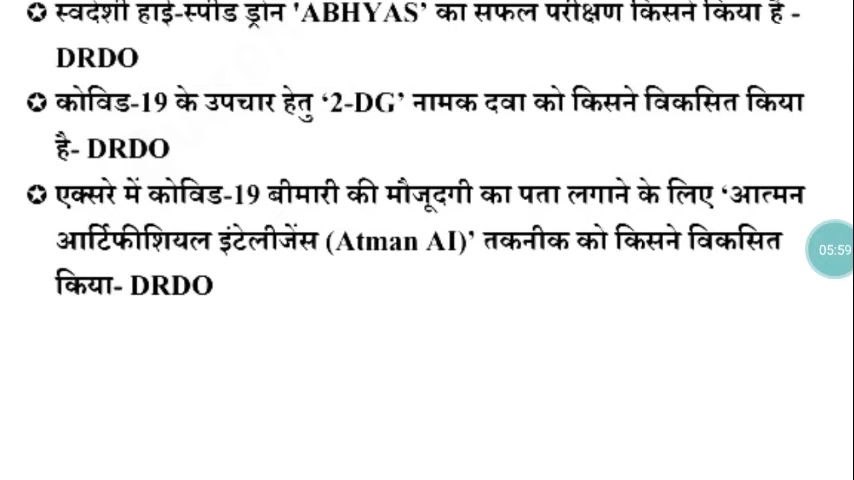 ✪ स्वदेशी हाई-स्पीड ड्रोन 'ABHYAS’ का सफल परीक्षण किसने किया है -
DRDO
✪ कोविड-19 के उपचार हेतु ‘2-DG’ नामक दवा को किसने विकसित किया
है- DRDO
✪ एक्सरे में कोविड-19 बीमारी की मौजूदगी का पता लगाने के लिए ‘आत्मन
आर्टिफीशियल इंटेलीजेंस (Atman AI)’ तकनीक को किसने विकसित
05:59
किया- DRDO